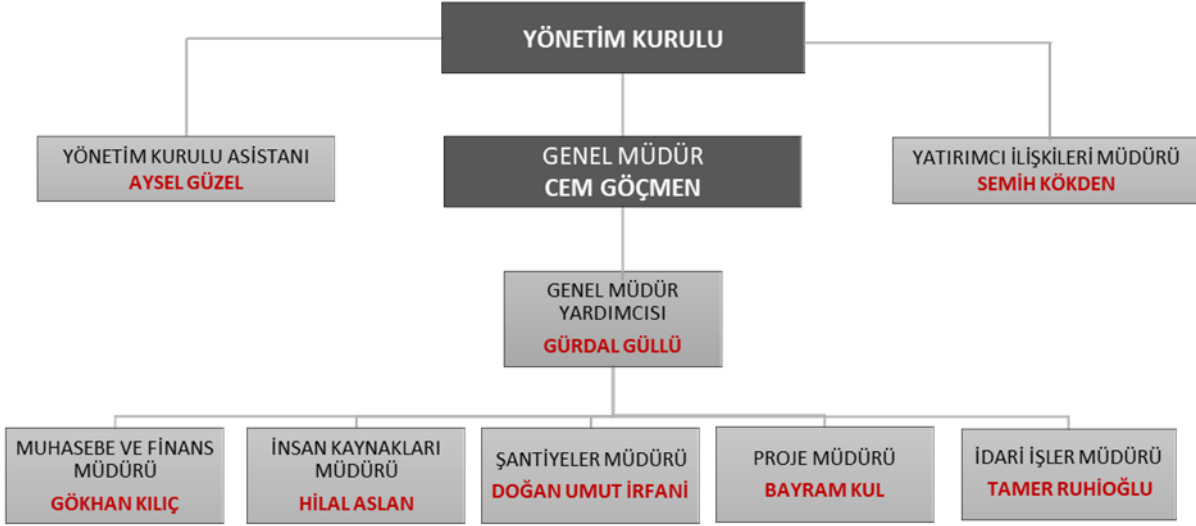 YÖNETİM KURULU
YÖNETİM KURULU ASİSTANI
AYSEL GÜZEL
GENEL MÜDÜR
CEM GÖÇMEN
YATIRIMCI İLİŞKİLERİ MÜDÜRÜ
SEMİH KÖKDEN
GENEL MÜDÜR
YARDIMCISI
GÜRDAL GÜLLÜ
MUHASEBE VE FİNANS
MÜDÜRÜ
GÖKHAN KILIÇ
İNSAN KAYNAKLARI
MÜDÜRÜ
HİLAL ASLAN
ŞANTİYELER MÜDÜRÜ
DOĞAN UMUT İRFANİ
PROJE MÜDÜRÜ
BAYRAM KUL
İDARİ İŞLER MÜDÜRÜ
TAMER RUHİOĞLU